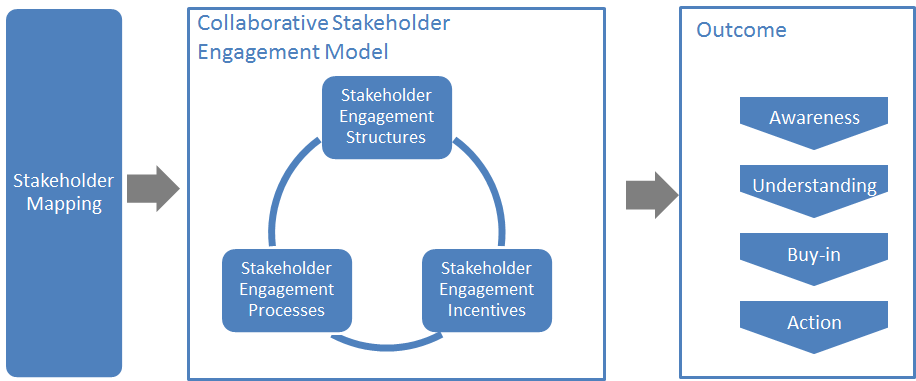 Stakeholder
Mapping
Collaborative Stakeholder
Engagement Model
Stakeholder
Engagement
Structures
Stakeholder
Engagement
Processes
Stakeholder
Engagement
Incentives
Outcome
Awareness
Understanding
Buy-in
Action